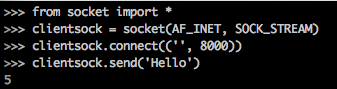 >>> from socket import *
>>> clientsock = socket(AF_INET, SOCK_STREAM)
>>> clientsock.connect(('', 8000))
>>> clientsock.send('Hello')
5